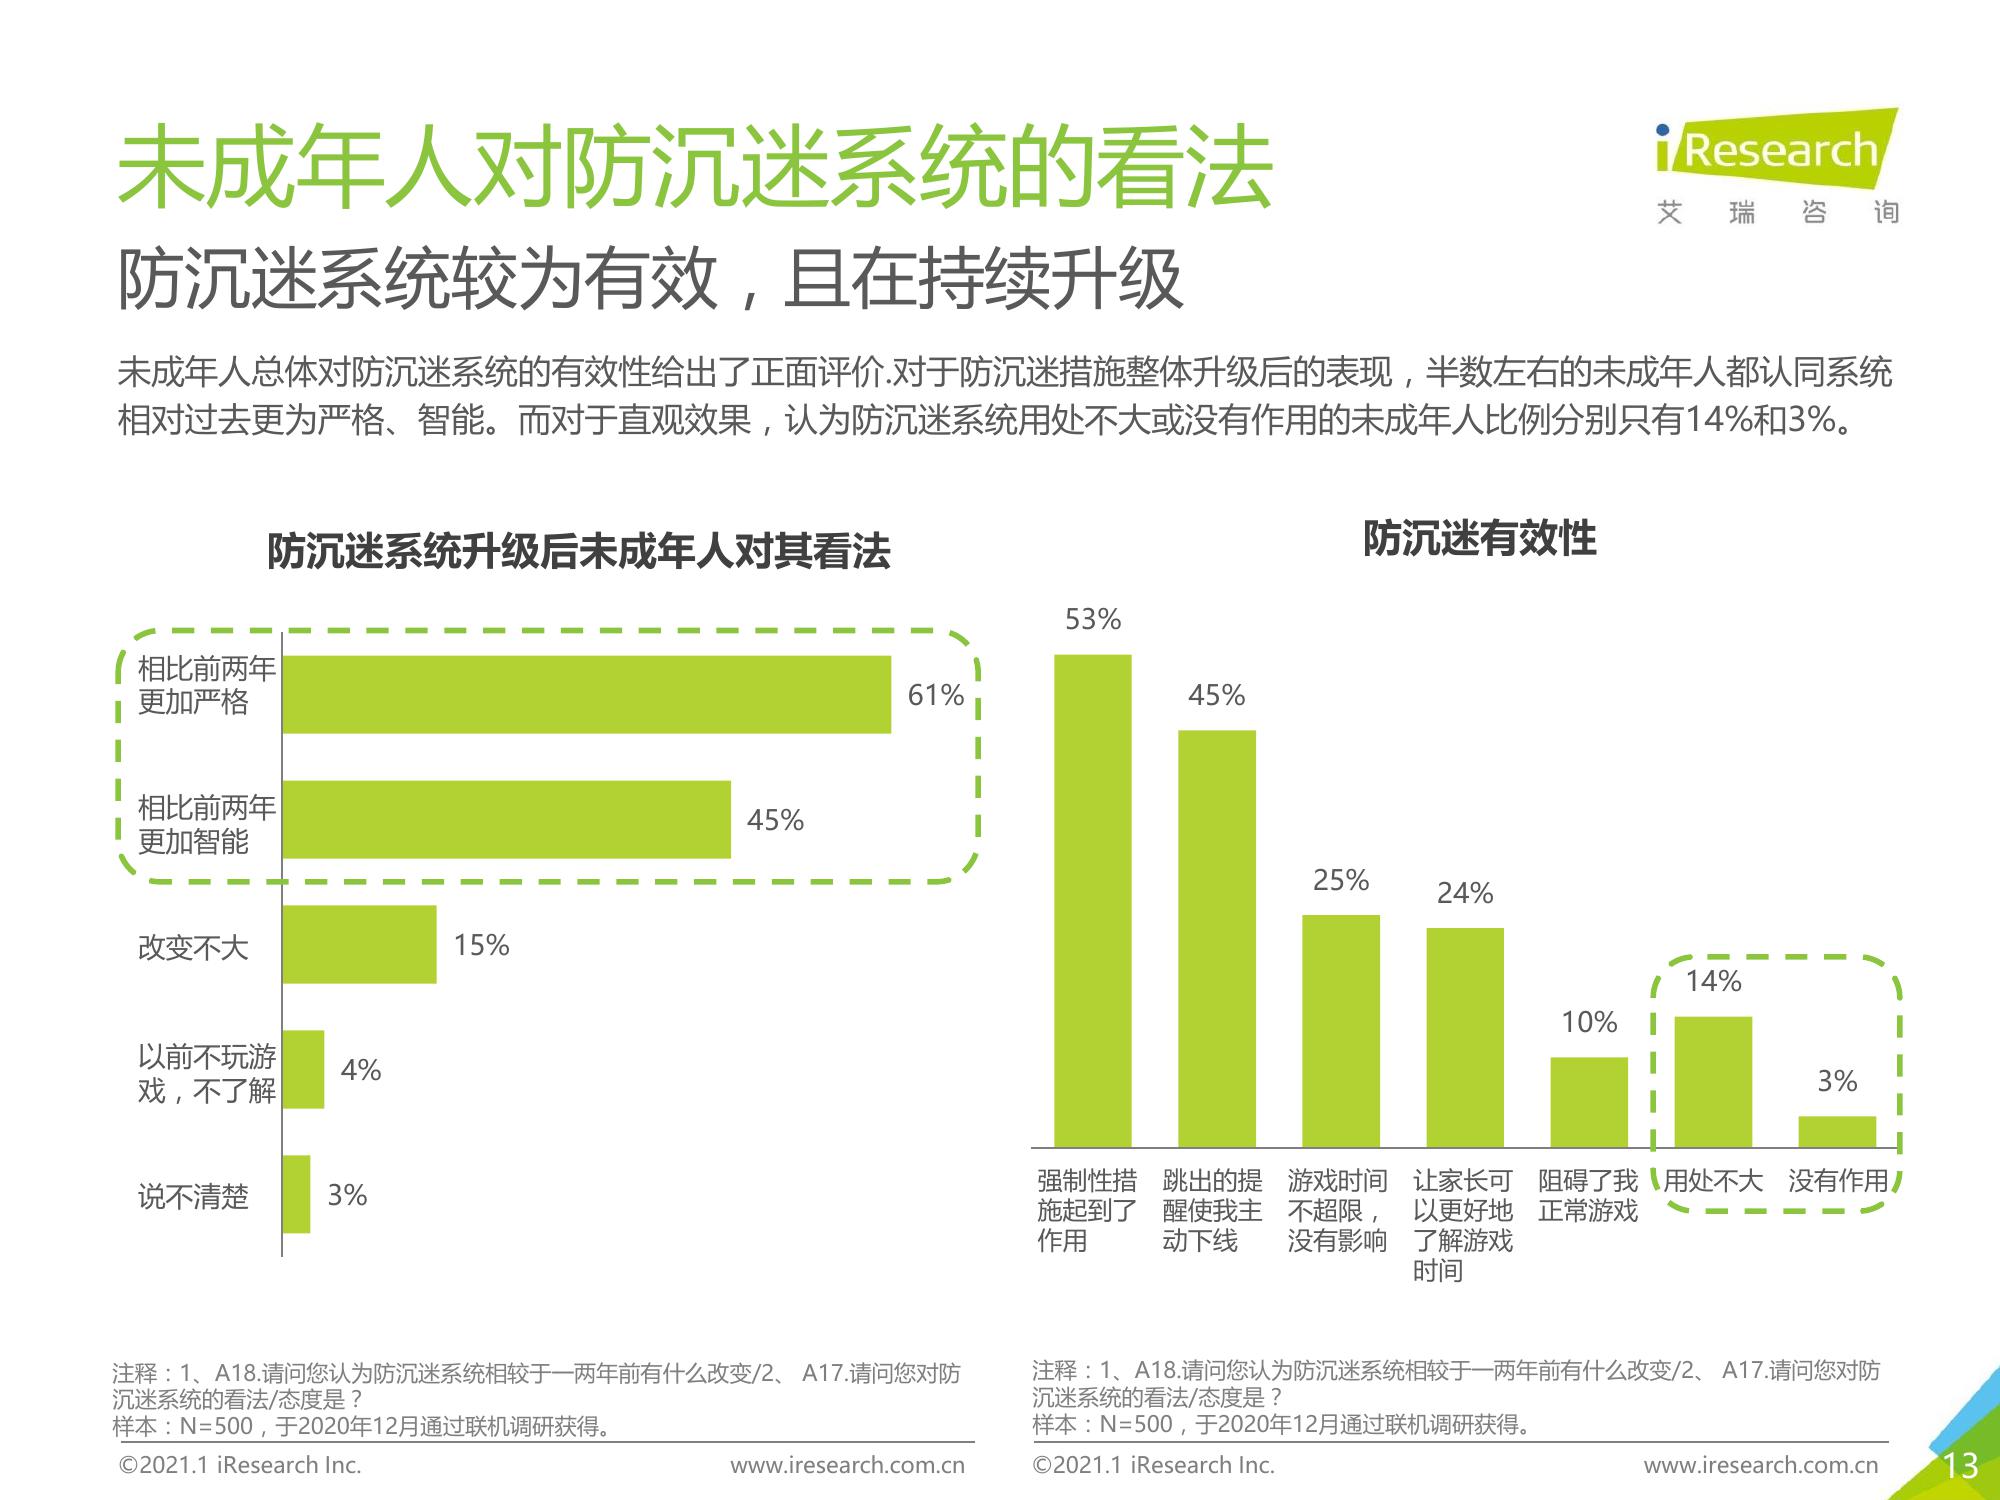 未成年人对防沉迷系统的看法
iResearch
艾瑞咨询
防沉迷系统较为有效，且在持续升级
未成年人总体对防沉迷系统的有效性给出了正面评价.对于防沉迷措施整体升级后的表现，半数左右的未成年人都认同系统
相对过去更为严格、智能。而对于直观效果，认为防沉迷系统用处不大或没有作用的未成年人比例分别只有14%和3%。
防沉迷系统升级后未成年人对其看法
相比前两年
更加严格
61%
相比前两年
更加智能
45%
改变不大
15%
以前不玩游
戏，不了解
4%
说不清楚
3%
防沉迷有效性
53%
45%
25%
24%
10%
14%
3%
强制性措
施起到了
作用
跳出的提
醒使我主
动下线
游戏时间
不超限，
没有影响
让家长可
以更好地
了解游戏
时间
阻碍了我
正常游戏
用处不大
没有作用
注释：1、A18.请问您认为防沉迷系统相较于一两年前有什么改变/2、 A17.请问您对防
沉迷系统的看法/态度是？
样本：N=500，于2020年12月通过联机调研获得。
©2021.1 iResearch Inc.
www.iresearch.com.cn
注释：1、A18.请问您认为防沉迷系统相较于一两年前有什么改变/2、 A17.请问您对防
沉迷系统的看法/态度是？
样本：N=500，于2020年12月通过联机调研获得。
©2021.1 iResearch Inc.
www.iresearch.com.cn
13